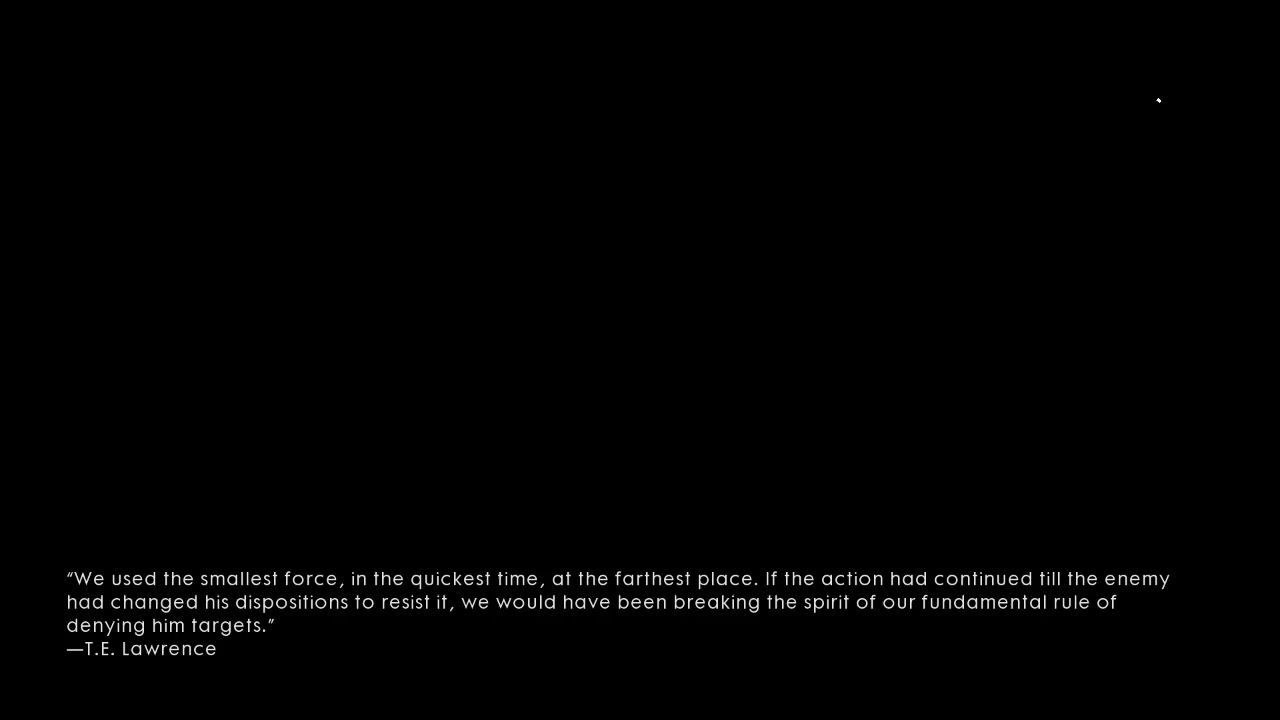 “We used the smallest force, in the quickest time, at the farthest place. If the action had continued till the enemy
had changed his dispositions to resist it, we would have been breaking the spirit of our fundamental rule of
denying him targets.”
—T.E. Lawrence